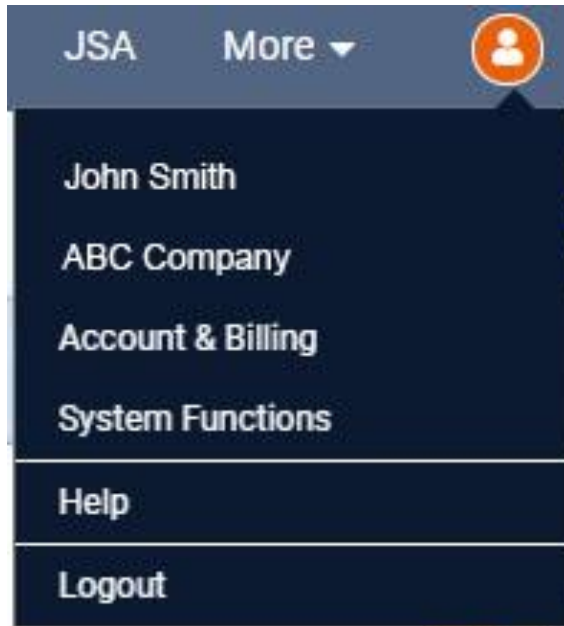 JSA More
John Smith
ABC Company
Account & Billing
System Functions
Help
Logout